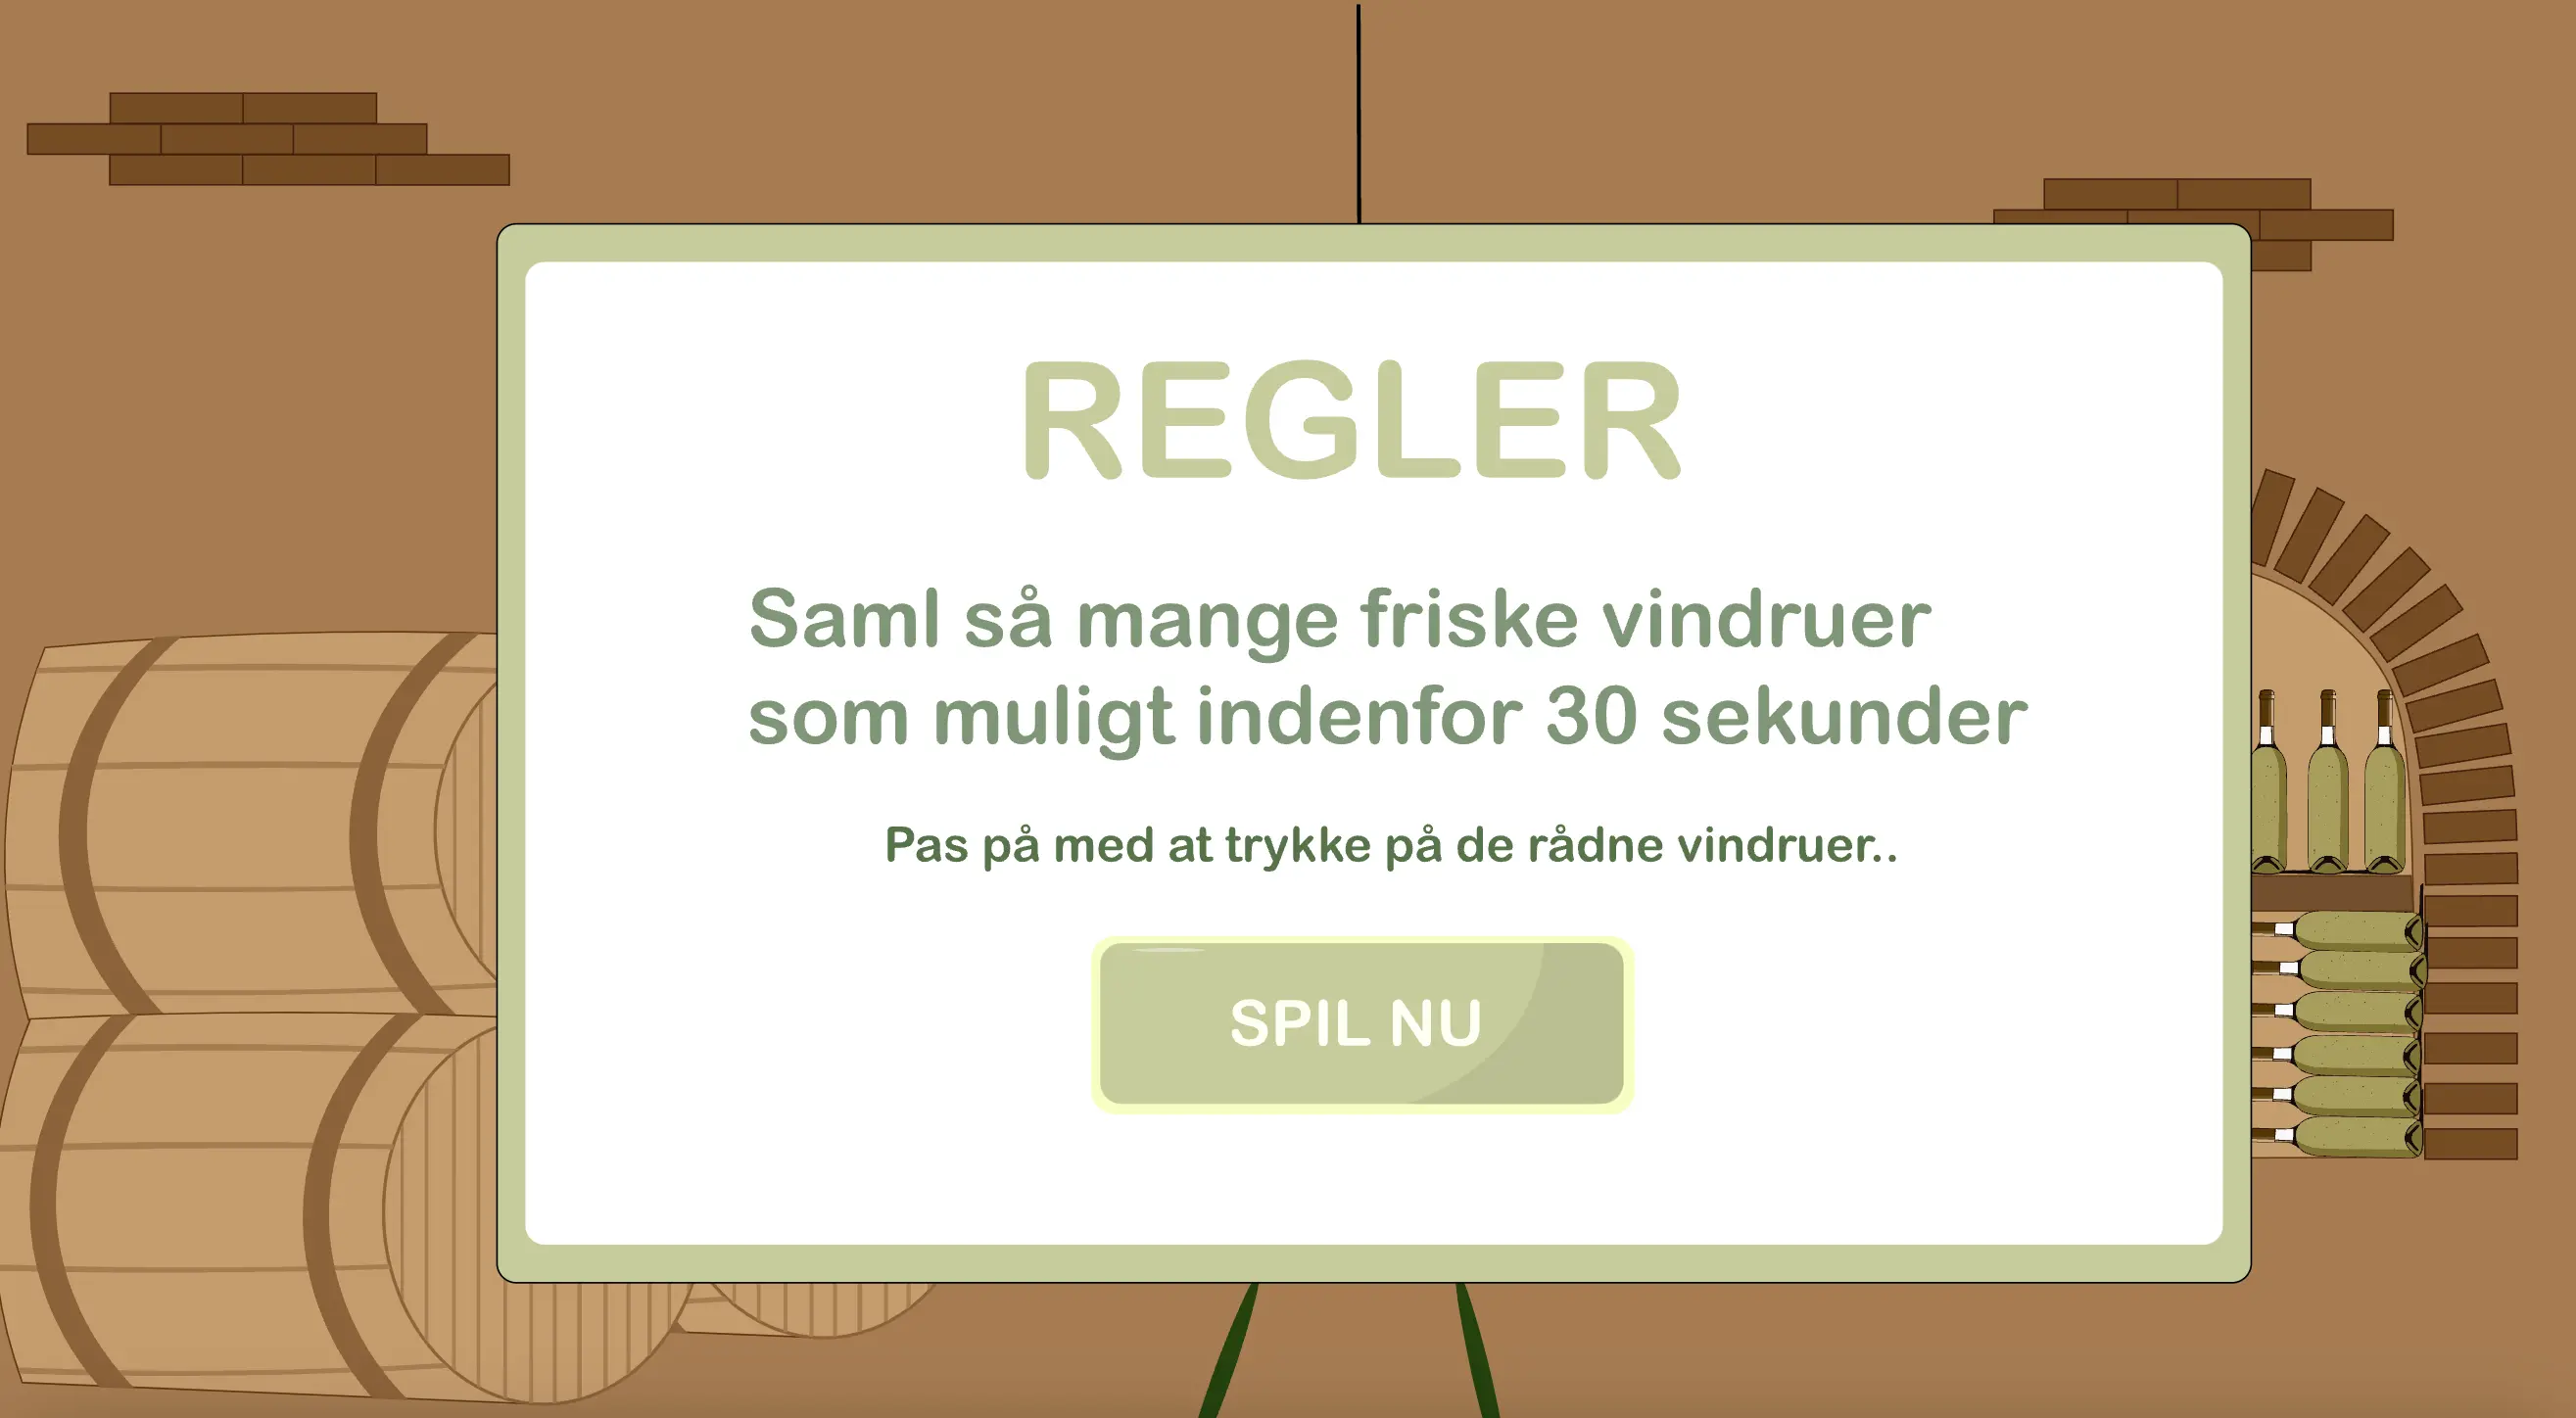 REGLER
Saml så mange friske vindruer
som muligt indenfor 30 sekunder
Pas på med at trykke på de rådne vindruer..
SPIL NU